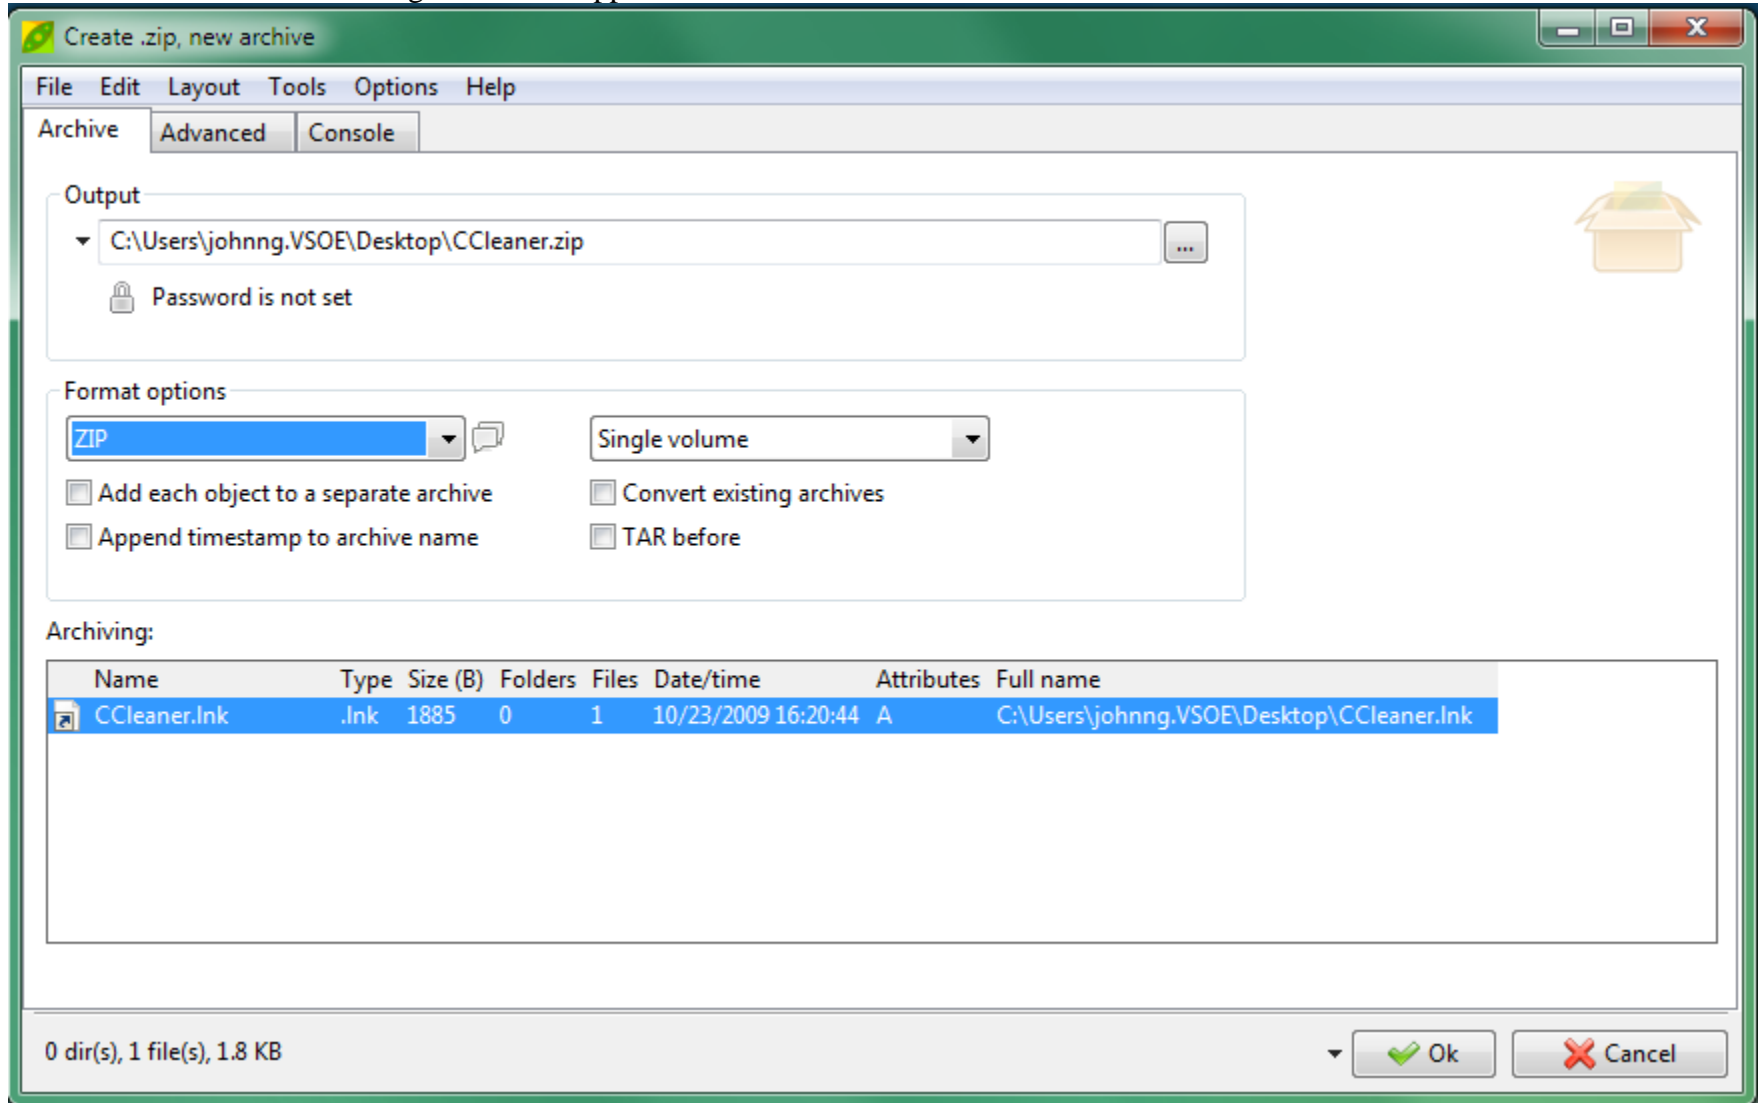 Create .zip, new archive
File Edit Layout Tools Options Help
Archive Advanced Console
Output
C:\Users\johnng.VSOE\Desktop\CCleaner.zip ...
Password is not set
Format options
ZIP Single volume
Add each object to a separate archive Convert existing archives
Append timestamp to archive name TAR before
Archiving:
Name Type Size (B) Folders Files Date/time Attributes Full name
CCleaner.lnk .lnk 1885 0 1 10/23/2009 16:20:44 A C:\Users\johnng.VSOE\Desktop\CCleaner.lnk
0 dir(s), 1 file(s), 1.8 KB Ok Cancel